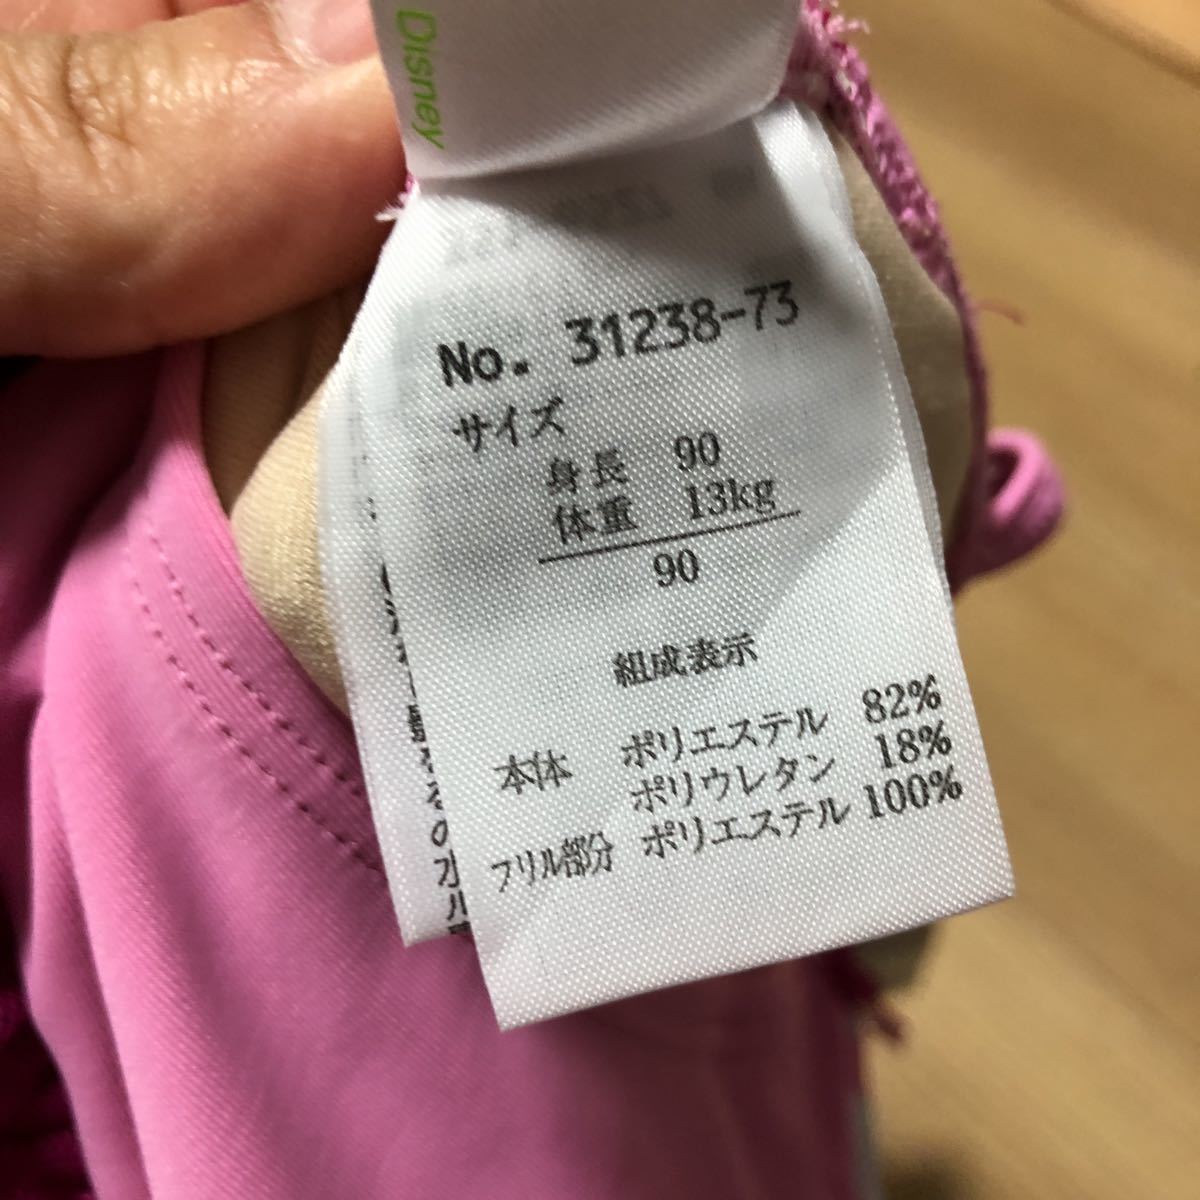 Disney
No. 31238-73
サイズ
身長 90
体重 13kg
90
組成表示
本体 ポリエステル 82%
ポリウレタン 18%
フリル部分 ポリエステル 100%